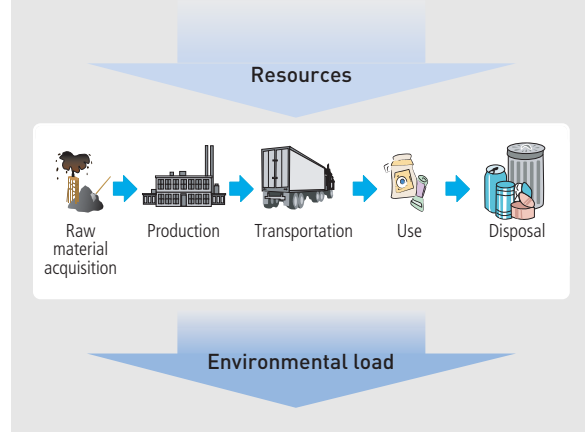 Resources
Raw
material
acquisition
Production
Transportation
Use
Disposal
Environmental load